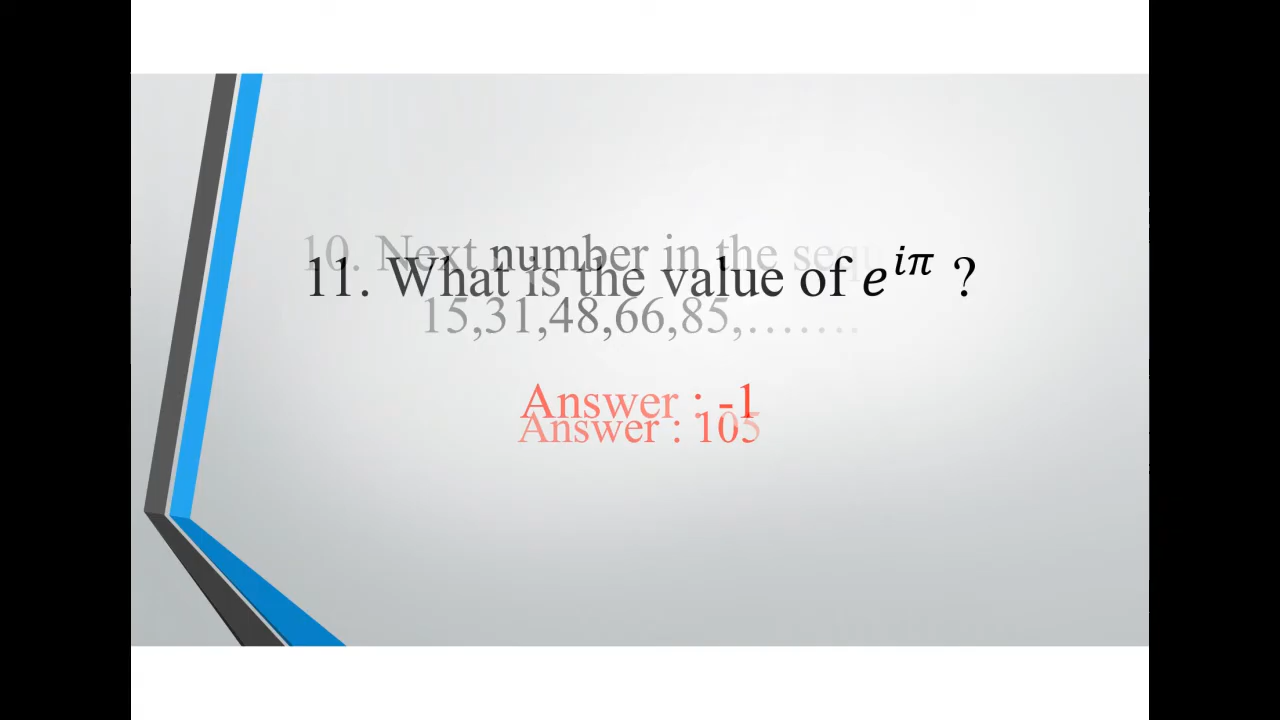 10. Next number in the seq
11. What is the value of e^{iπ} ?
15,31,48,66,85,.......
Answer : -1
Answer : 105